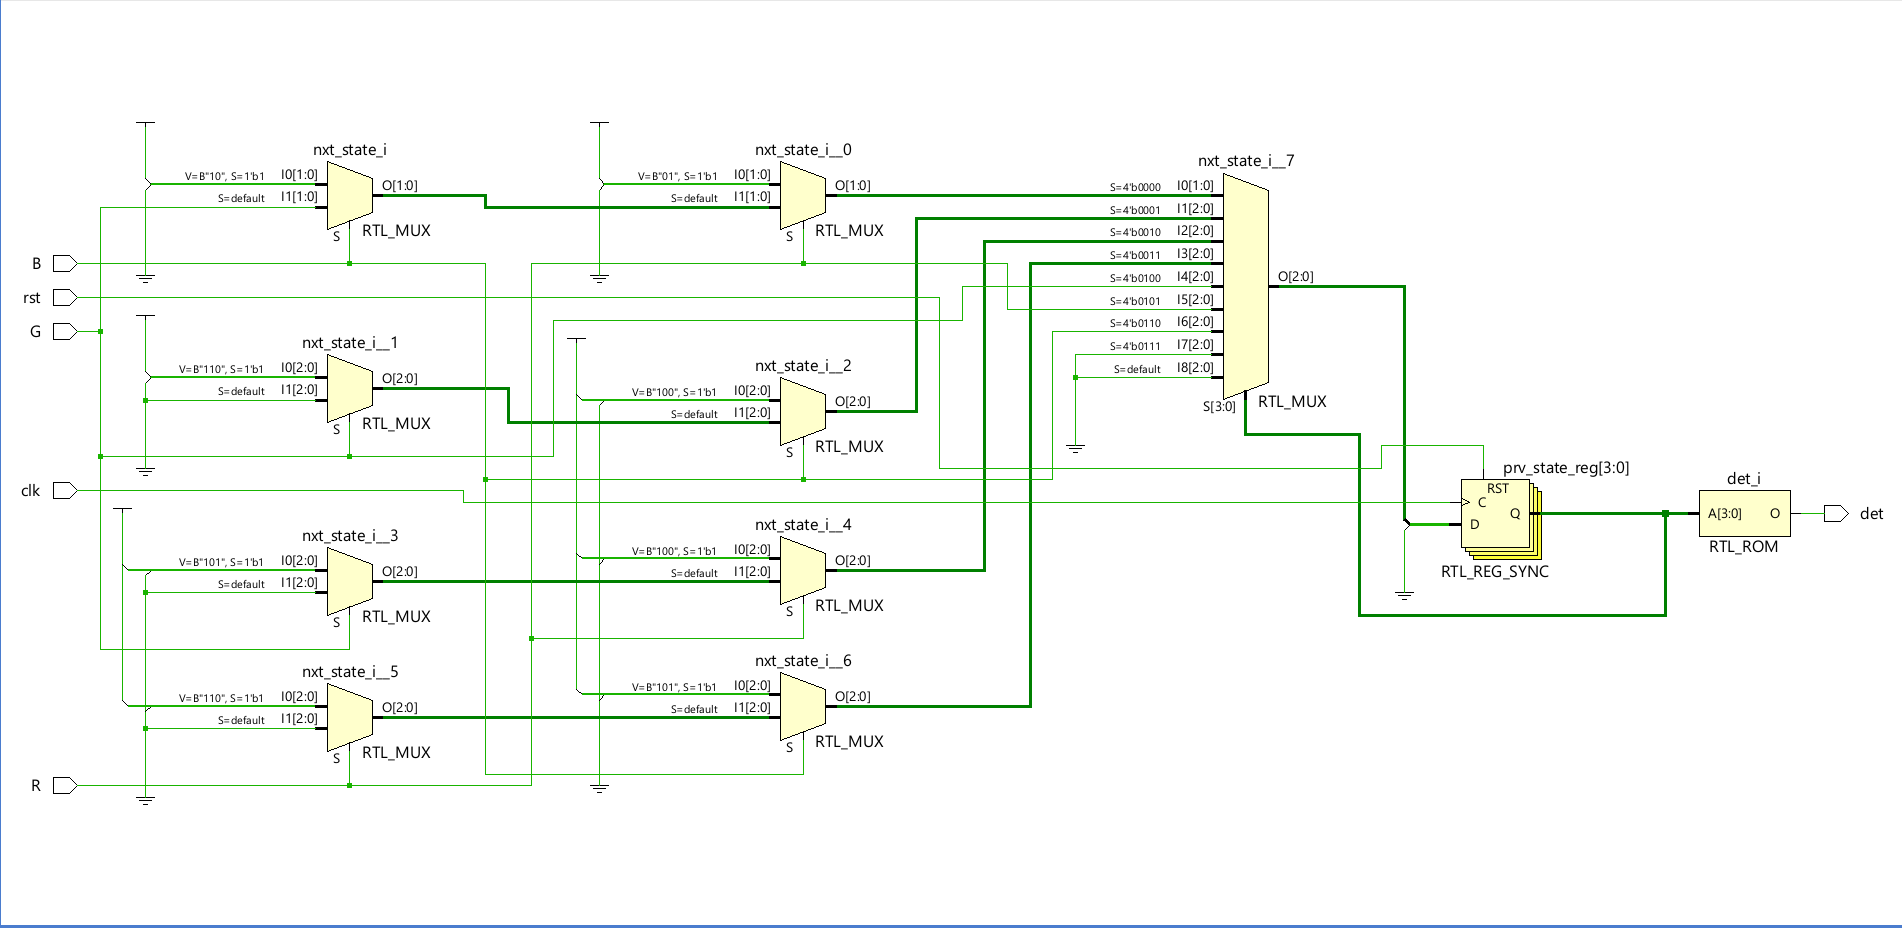 nxt_state_i
V=B"10", S=1'b1 I0[1:0]
S=default I1[1:0]
O[1:0]
S
RTL_MUX
nxt_state_i__0
V=B"01", S=1'b1 I0[1:0]
S=default I1[1:0]
O[1:0]
S
RTL_MUX
nxt_state_i__7
S=4'b0000 I0[1:0]
S=4'b0001 I1[2:0]
S=4'b0010 I2[2:0]
S=4'b0011 I3[2:0]
S=4'b0100 I4[2:0]
S=4'b0101 I5[2:0]
S=4'b0110 I6[2:0]
S=4'b0111 I7[2:0]
S=default I8[2:0]
O[2:0]
S[3:0]
RTL_MUX
B
rst
G
nxt_state_i__1
V=B"110", S=1'b1 I0[2:0]
S=default I1[2:0]
O[2:0]
S
RTL_MUX
nxt_state_i__2
V=B"100", S=1'b1 I0[2:0]
S=default I1[2:0]
O[2:0]
S
RTL_MUX
clk
prv_state_reg[3:0]
RST
C
D
Q
RTL_REG_SYNC
det_i
A[3:0] O
RTL_ROM
det
nxt_state_i__3
V=B"101", S=1'b1 I0[2:0]
S=default I1[2:0]
O[2:0]
S
RTL_MUX
nxt_state_i__4
V=B"100", S=1'b1 I0[2:0]
S=default I1[2:0]
O[2:0]
S
RTL_MUX
nxt_state_i__5
V=B"110", S=1'b1 I0[2:0]
S=default I1[2:0]
O[2:0]
S
RTL_MUX
nxt_state_i__6
V=B"101", S=1'b1 I0[2:0]
S=default I1[2:0]
O[2:0]
S
RTL_MUX
R